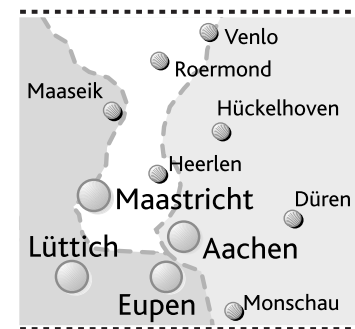 Venlo
Roermond
Maaseik
Hückelhoven
Heerlen
Maastricht
Düren
Lüttich
Aachen
Eupen
Monschau